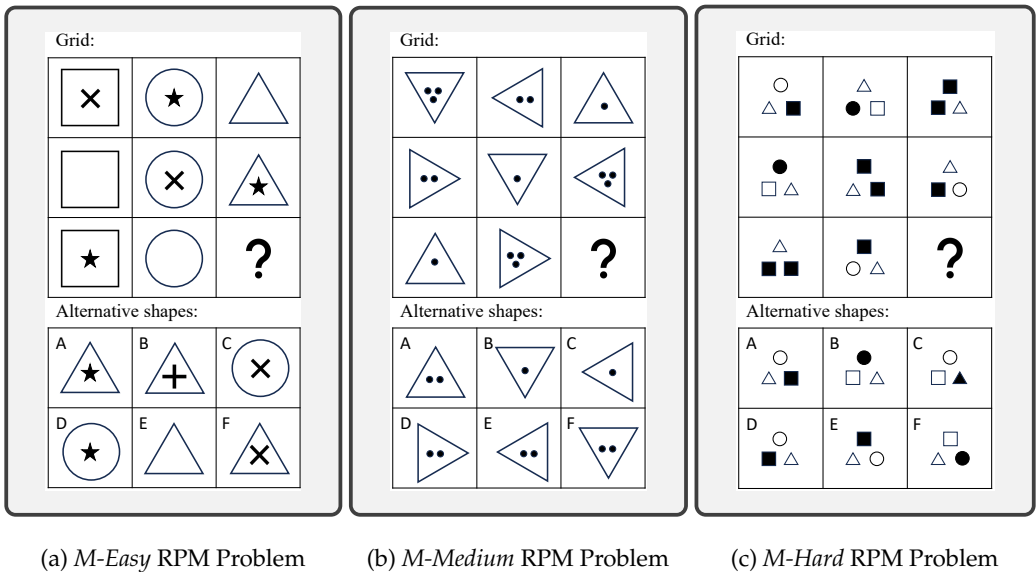 Grid:
?
Alternative shapes:
A B C
D E F
Grid:
?
Alternative shapes:
A B C
D E F
Grid:
?
Alternative shapes:
A B C
D E F
(a) M-Easy RPM Problem
(b) M-Medium RPM Problem
(c) M-Hard RPM Problem